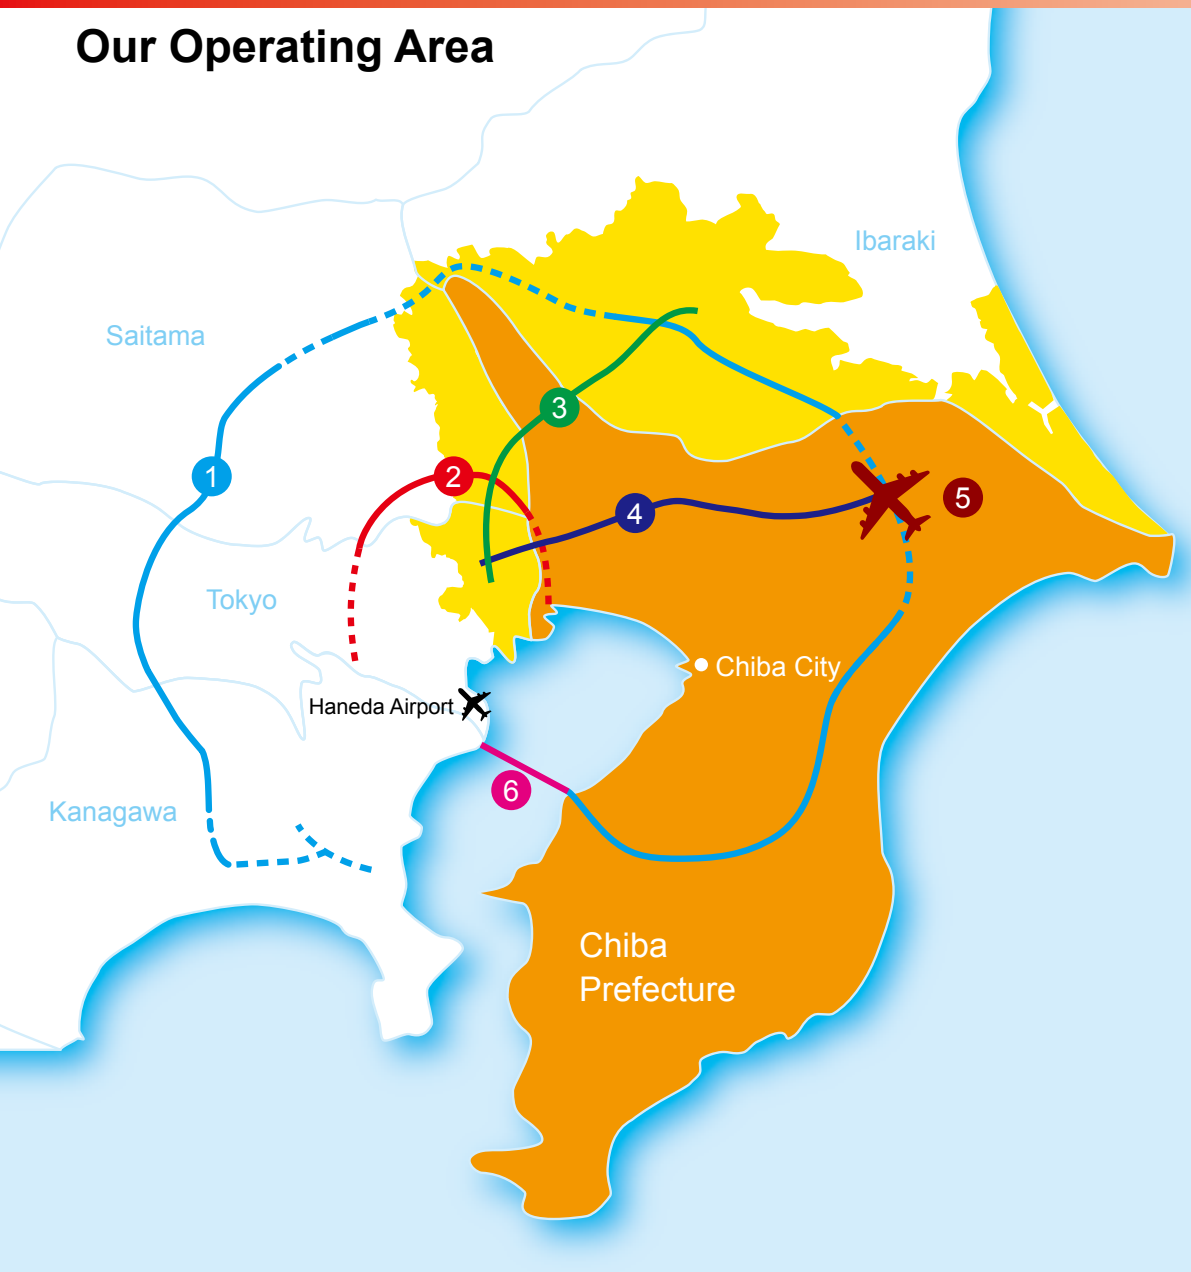 Our Operating Area
Ibaraki
Saitama
3
1
2
4
5
Tokyo
Chiba City
Haneda Airport
6
Kanagawa
Chiba
Prefecture